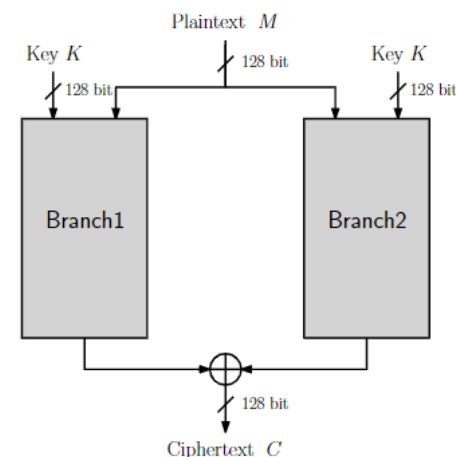 Plaintext M
Key K
Key K
128 bit
128 bit
128 bit
Branch1
Branch2
128 bit
Ciphertext C